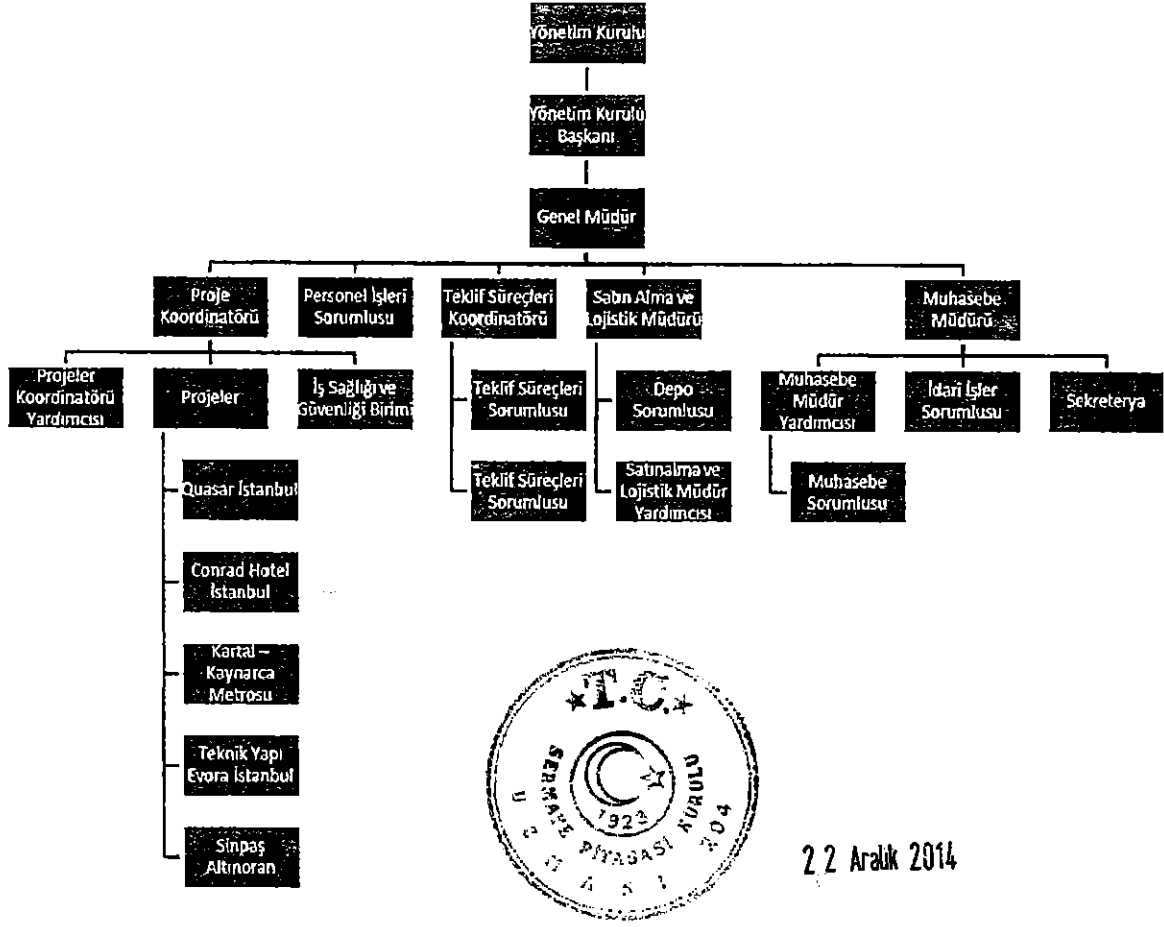 Yönetim Kurulu
Yönetim Kurulu
Başkanı
Genel Müdür
Proje
Koordinatörü
Personel İşleri
Sorumlusu
Teklif Süreçleri
Koordinatörü
Satın Alma ve
Lojistik Müdürü
Muhasebe
Müdürü
Projeler
Koordinatörü
Yardımcısı
Projeler
İş Sağlığı ve
Güvenliği Birimi
Teklif Süreçleri
Sorumlusu
Depo
Sorumlusu
Muhasebe
Müdür
Yardımcısı
İdari İşler
Sorumlusu
Sekreterya
Teklif Süreçleri
Sorumlusu
Satınalma ve
Lojistik Müdür
Yardımcısı
Muhasebe
Sorumlusu
Quasar İstanbul
Conrad Hotel
İstanbul
Kartal –
Kaynarca
Metrosu
Teknik Yapı
Evora İstanbul
Sinpaş
Altınoran
T.C.
SERMAYE PİYASASI KURULU
1923
22 Aralık 2014